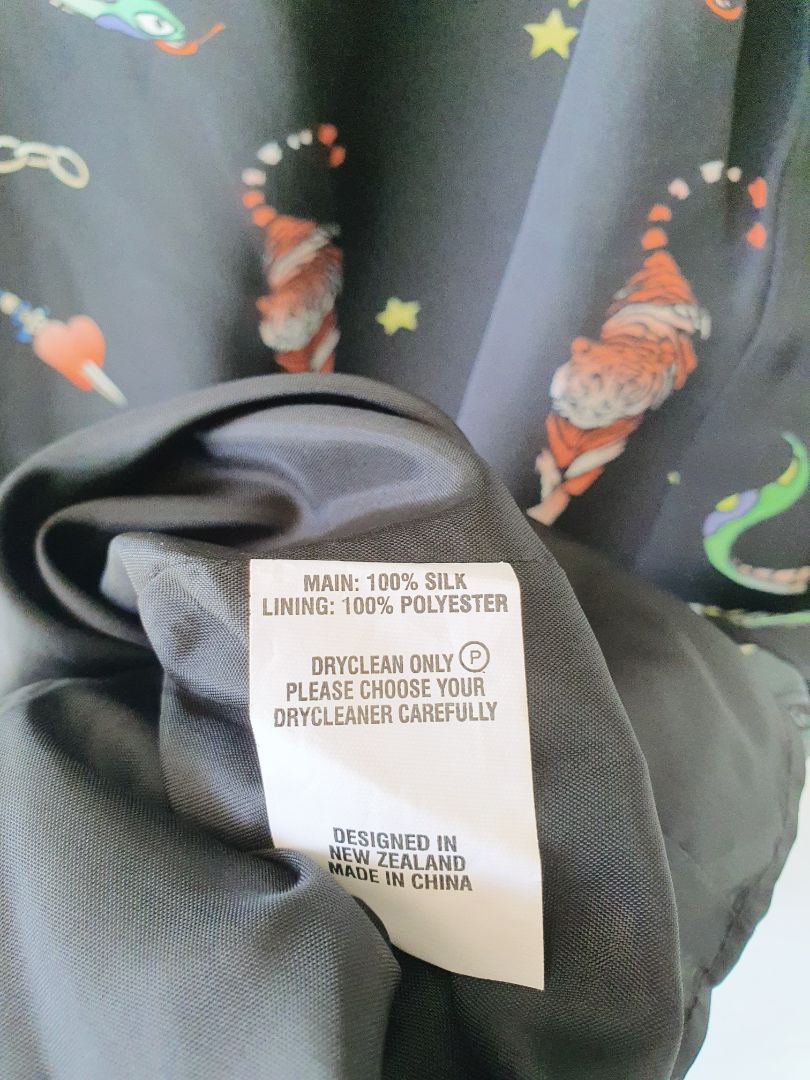 MAIN: 100% SILK
LINING: 100% POLYESTER
DRYCLEAN ONLY Ⓟ
PLEASE CHOOSE YOUR
DRYCLEANER CAREFULLY
DESIGNED IN
NEW ZEALAND
MADE IN CHINA